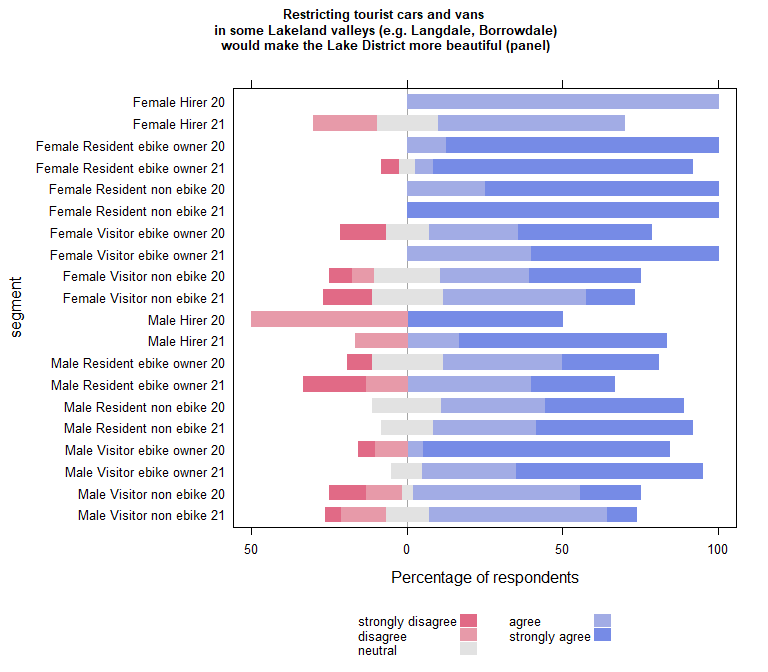 Restricting tourist cars and vans
in some Lakeland valleys (e.g. Langdale, Borrowdale)
would make the Lake District more beautiful (panel)
Female Hirer 20
Female Hirer 21
Female Resident ebike owner 20
Female Resident ebike owner 21
Female Resident non ebike 20
Female Resident non ebike 21
Female Visitor ebike owner 20
Female Visitor ebike owner 21
Female Visitor non ebike 20
Female Visitor non ebike 21
Male Hirer 20
Male Hirer 21
Male Resident ebike owner 20
Male Resident ebike owner 21
Male Resident non ebike 20
Male Resident non ebike 21
Male Visitor ebike owner 20
Male Visitor ebike owner 21
Male Visitor non ebike 20
Male Visitor non ebike 21
segment
50 0 50 100
Percentage of respondents
strongly disagree
disagree
neutral
agree
strongly agree